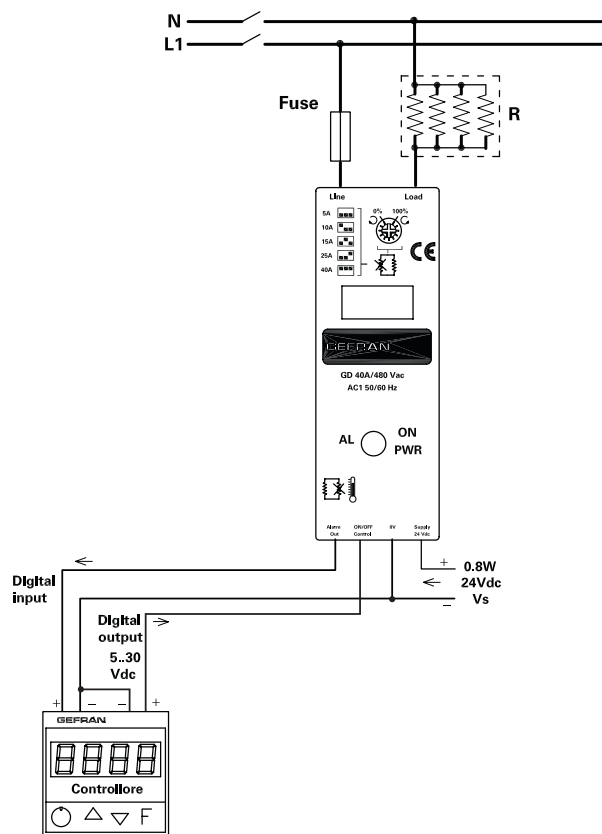 N
L1
Fuse
R
Line
Load
5A
10A
15A
25A
40A
0%
100%
CE
GEFRAN
GD 40A/480 Vac
AC1 50/60 Hz
AL
ON
PWR
Alarm
Out
ON/OFF
Control
0V
Supply
24 Vdc
+
0.8W
24Vdc
–
Vs
Digital
input
Digital
output
5..30
Vdc
+
–
–
+
GEFRAN
8888
Controllore
F